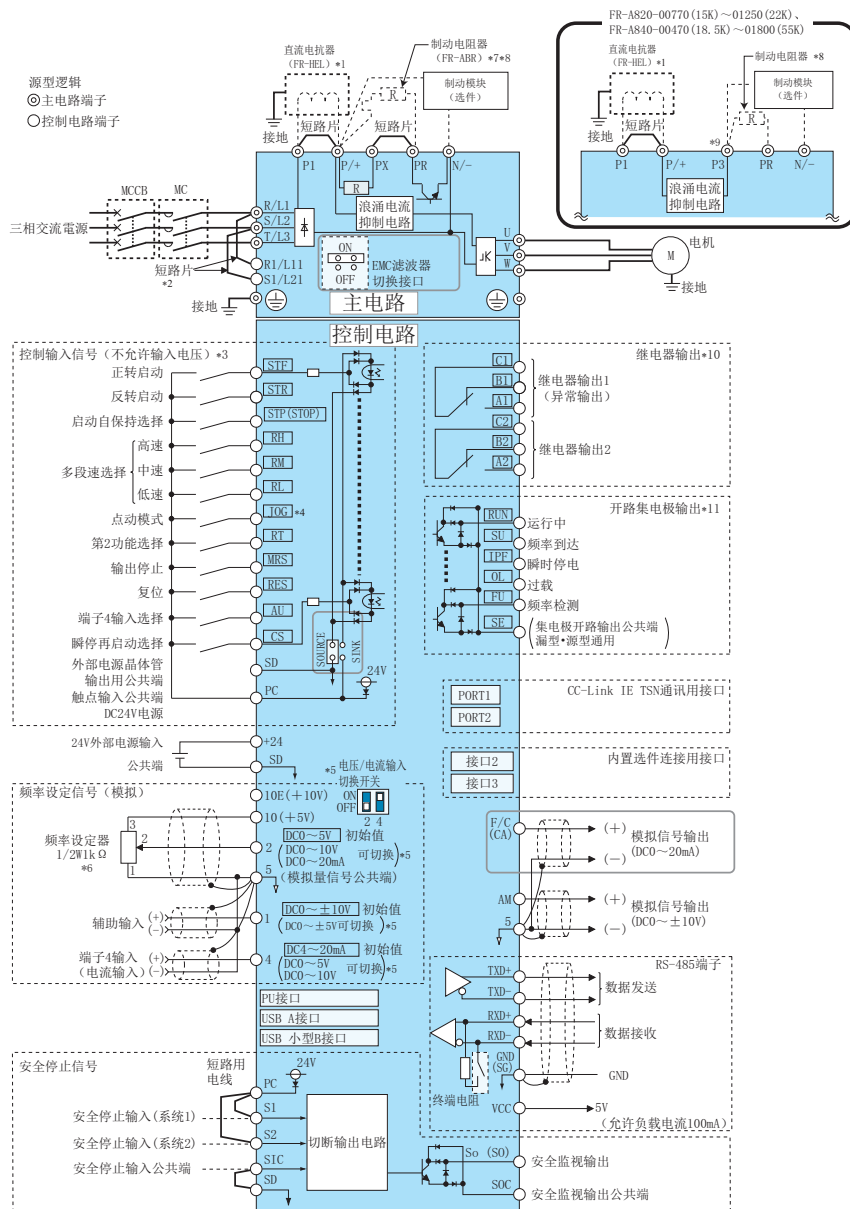 FR-A820-00770(15K)～01250(22K)、
FR-A840-00470(18.5K)～01800(55K)
直流电抗器
(FR-HEL) *1
制动电阻器 *8
制动模块
(选件)
R
接地
短路片
*9
P1
P/+
P3
PR
N/-
浪涌电流
抑制电路
源型逻辑
主电路端子
控制电路端子
直流电抗器
(FR-HEL) *1
制动电阻器
(FR-ABR) *7*8
制动模块
(选件)
R
接地
短路片
短路片
P1
P/+
PX
PR
N/-
R
浪涌电流
抑制电路
MCCB
MC
三相交流電源
R/L1
S/L2
T/L3
R1/L11
S1/L21
短路片
*2
接地
ON
OFF
EMC滤波器
切换接口
主电路
U
V
W
M
电机
接地
控制电路
控制输入信号（不允许输入电压）*3
正转启动
STF
反转启动
STR
启动自保持选择
STP(STOP)
多段速选择
高速
RH
中速
RM
低速
RL
点动模式
JOG *4
第2功能选择
RT
输出停止
MRS
复位
RES
端子4输入选择
AU
瞬停再启动选择
CS
SOURCE
SINK
外部电源晶体管
输出用公共端
SD
触点输入公共端
DC24V电源
PC
24V
24V外部电源输入
+24
公共端
SD
继电器输出*10
C1
B1
A1
继电器输出1
(异常输出)
C2
B2
A2
继电器输出2
开路集电极输出*11
RUN
运行中
SU
频率到达
IPF
瞬时停电
OL
过载
FU
频率检测
SE
集电极开路输出公共端
漏型•源型通用
PORT1
PORT2
CC-Link IE TSN通讯用接口
接口2
接口3
内置选件连接用接口
频率设定信号（模拟）
*5 电压/电流输入
切换开关
ON
OFF
2 4
10E(＋10V)
10(＋5V)
频率设定器
1/2W1kΩ
*6
3
2
1
2
DC0～5V 初始值
(DC0～10V
DC0～20mA 可切换)*5
5
(模拟量信号公共端)
辅助输入 (+)
(-)
1
DC0～±10V 初始值
(DC0～±5V可切换)*5
端子4输入 (+)
(电流输入) (-)
4
DC4～20mA 初始值
(DC0～5V
DC0～10V 可切换)*5
F/C
(CA)
(+)
(-)
模拟信号输出
(DC0～20mA)
AM
5
(+)
(-)
模拟信号输出
(DC0～±10V)
PU接口
USB A接口
USB 小型B接口
RS-485端子
TXD+
TXD-
数据发送
RXD+
RXD-
数据接收
GND
(SG)
GND
终端电阻
VCC
5V
(允许负载电流100mA)
安全停止信号
短路用
电线
24V
PC
安全停止输入(系统1)
S1
安全停止输入(系统2)
S2
安全停止输入公共端
SIC
SD
切断输出电路
So (SO)
安全监视输出
SOC
安全监视输出公共端